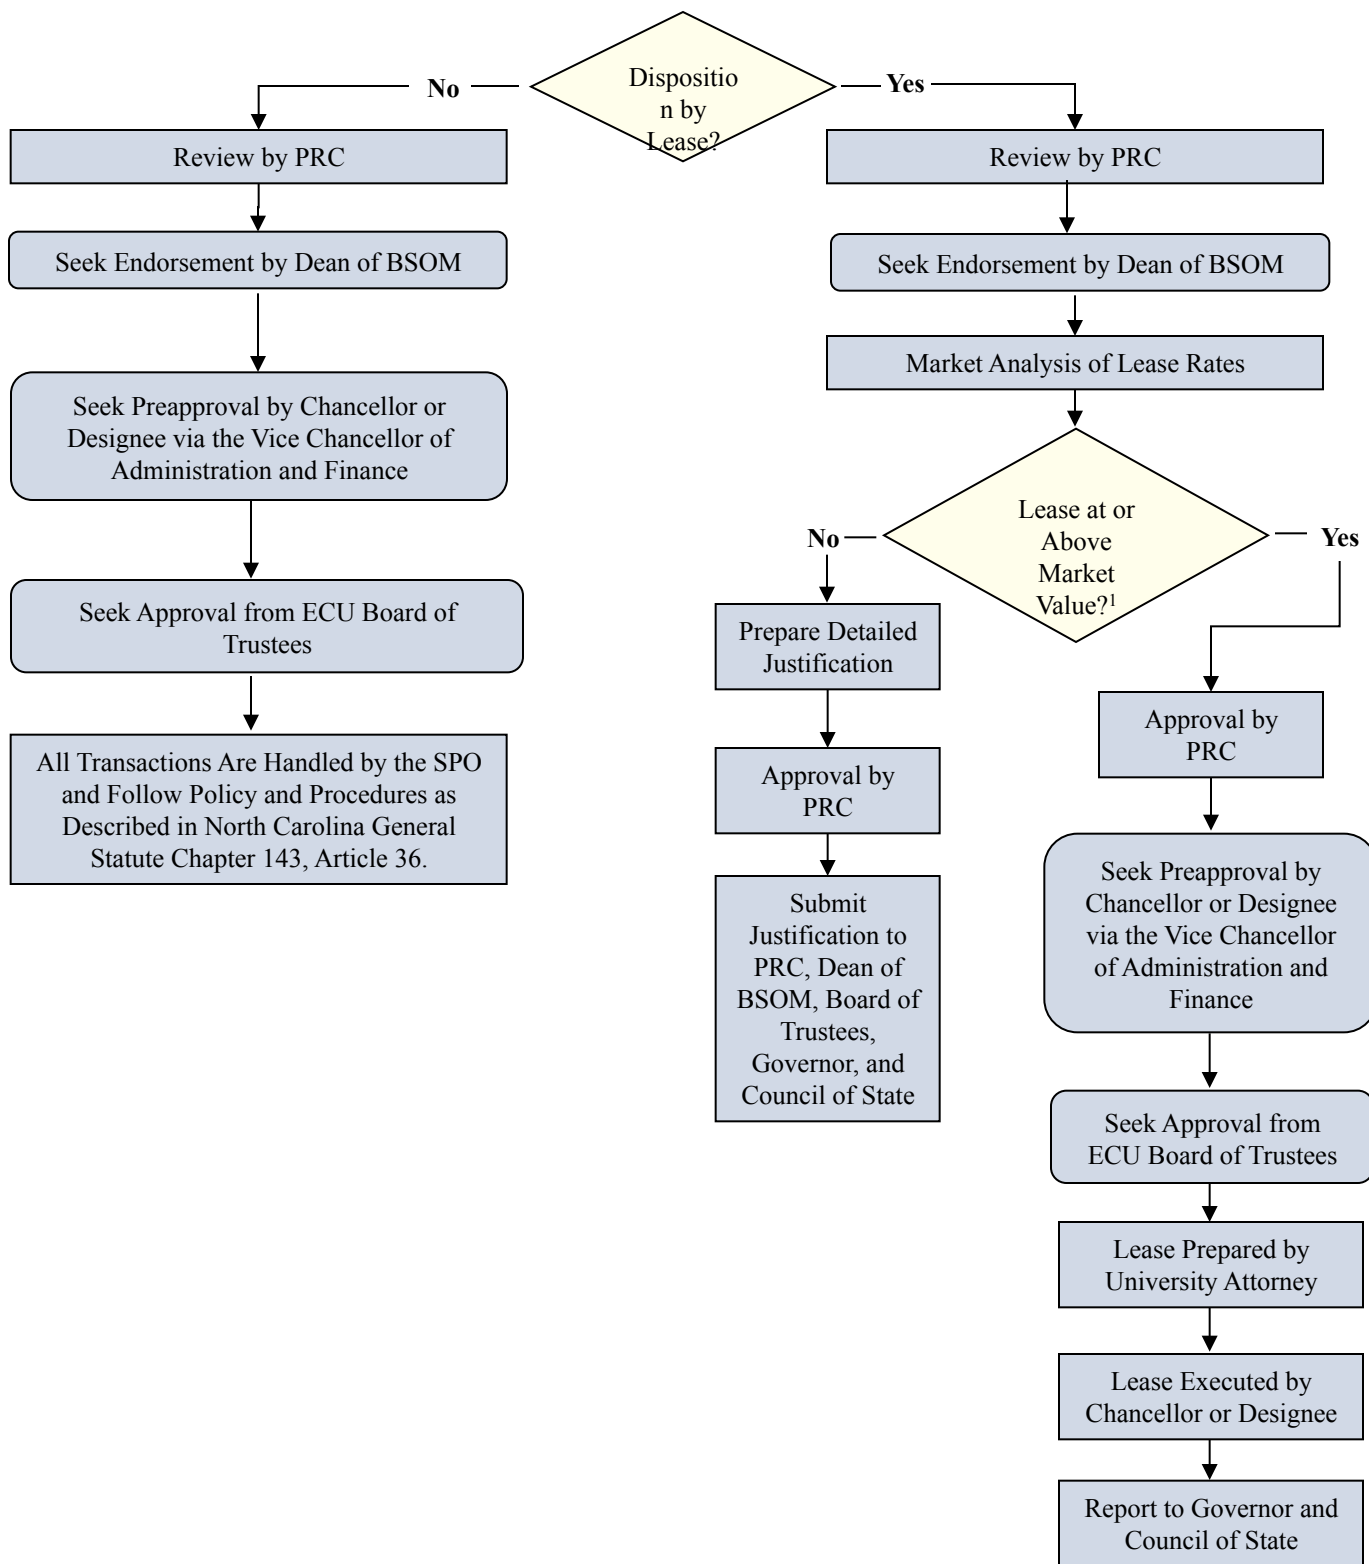 Dispositio
n by
Lease?
No
Yes
Review by PRC
Seek Endorsement by Dean of BSOM
Seek Preapproval by Chancellor or
Designee via the Vice Chancellor of
Administration and Finance
Seek Approval from ECU Board of
Trustees
All Transactions Are Handled by the SPO
and Follow Policy and Procedures as
Described in North Carolina General
Statute Chapter 143, Article 36.
Review by PRC
Seek Endorsement by Dean of BSOM
Market Analysis of Lease Rates
Lease at or
Above
Market
Value?¹
No
Yes
Prepare Detailed
Justification
Approval by
PRC
Submit
Justification to
PRC, Dean of
BSOM, Board of
Trustees,
Governor, and
Council of State
Approval by
PRC
Seek Preapproval by
Chancellor or Designee
via the Vice Chancellor
of Administration and
Finance
Seek Approval from
ECU Board of Trustees
Lease Prepared by
University Attorney
Lease Executed by
Chancellor or Designee
Report to Governor and
Council of State